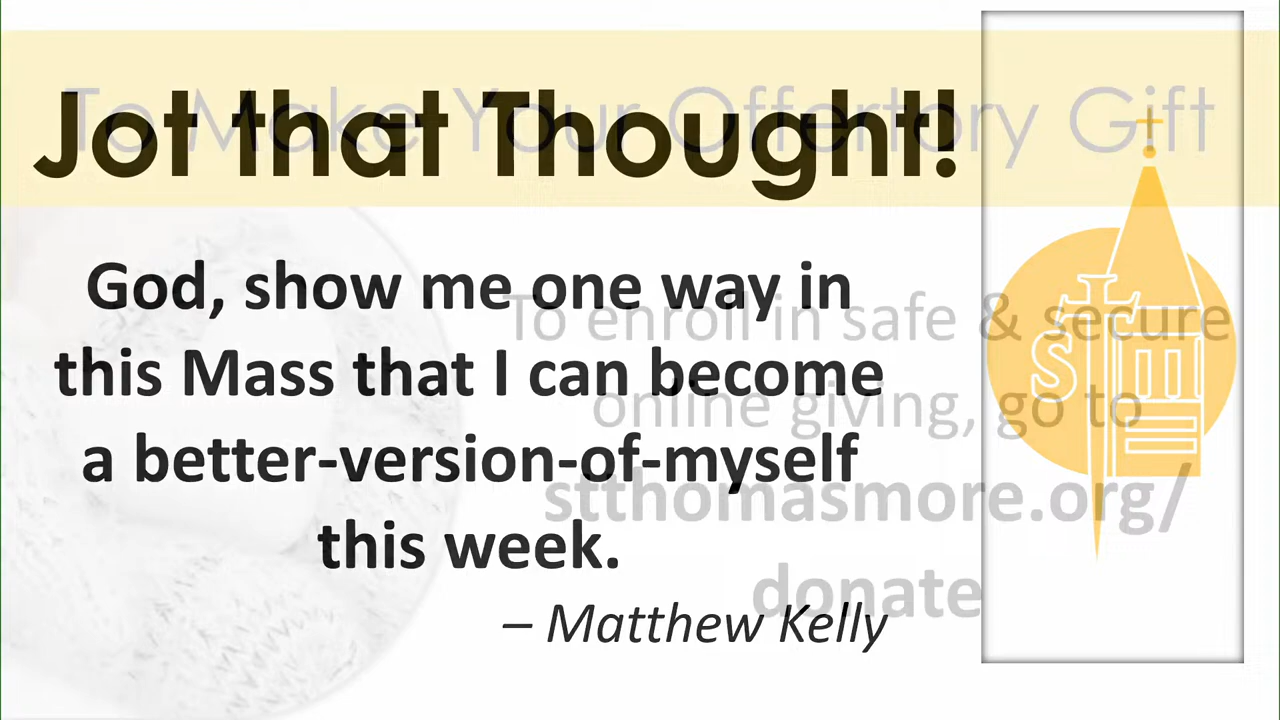 Jot that Thought!
God, show me one way in
this Mass that I can become
a better-version-of-myself
this week.
– Matthew Kelly
To Make Your Offertory Gift
To enroll in safe & secure
online giving, go to
stthomasmore.org/
donate
STM